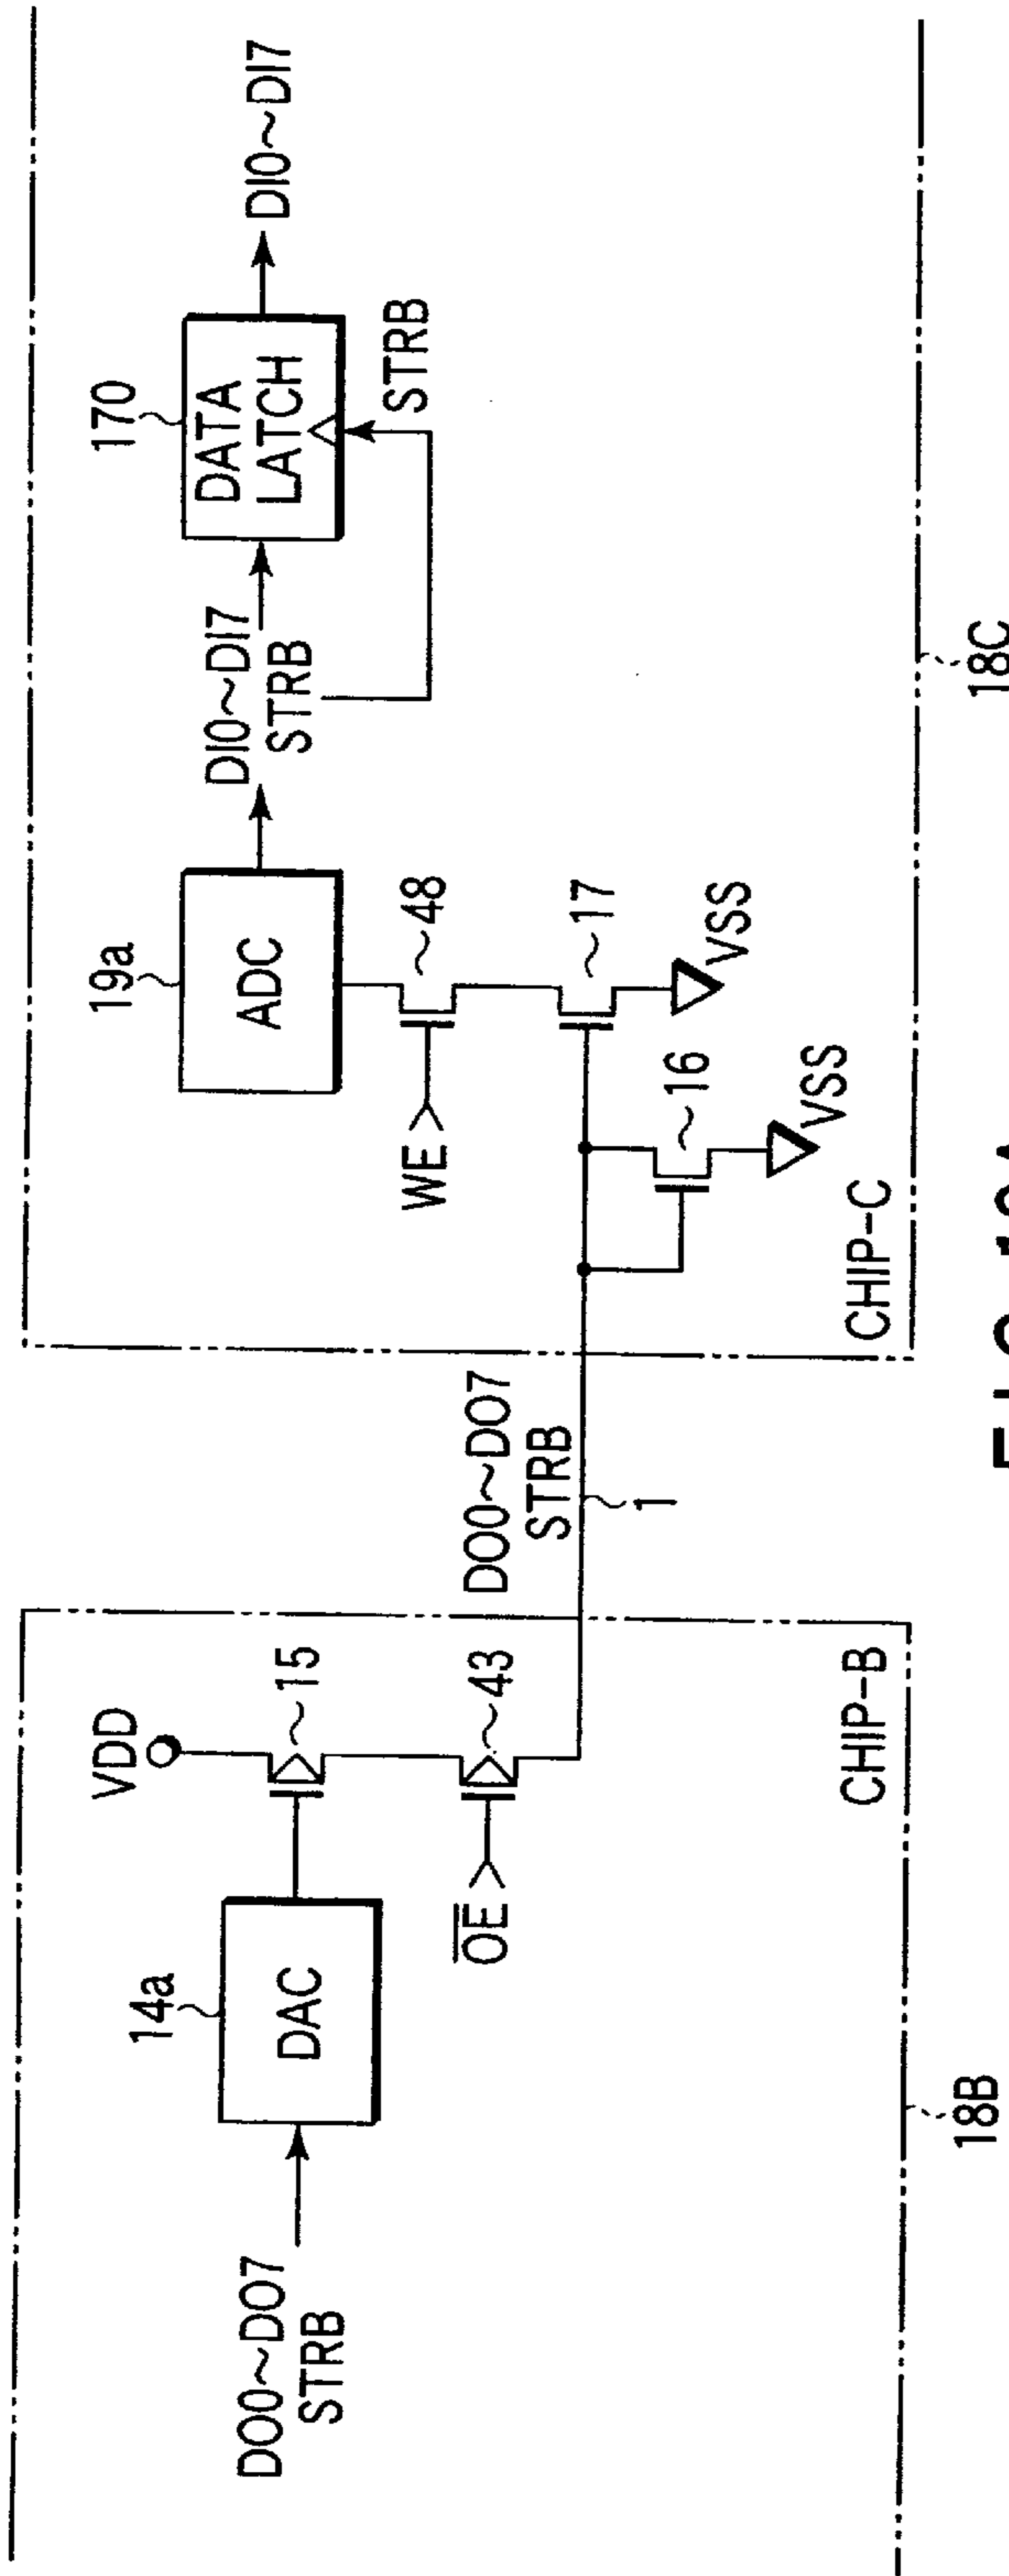 DO0~DO7
STRB
14a
DAC
VDD
15
OE
43
CHIP-B
18B
DO0~DO7
STRB
1
19a
ADC
WE
48
17
VSS
16
VSS
CHIP-C
18C
DI0~DI7
STRB
170
DATA
LATCH
STRB
DI0~DI7